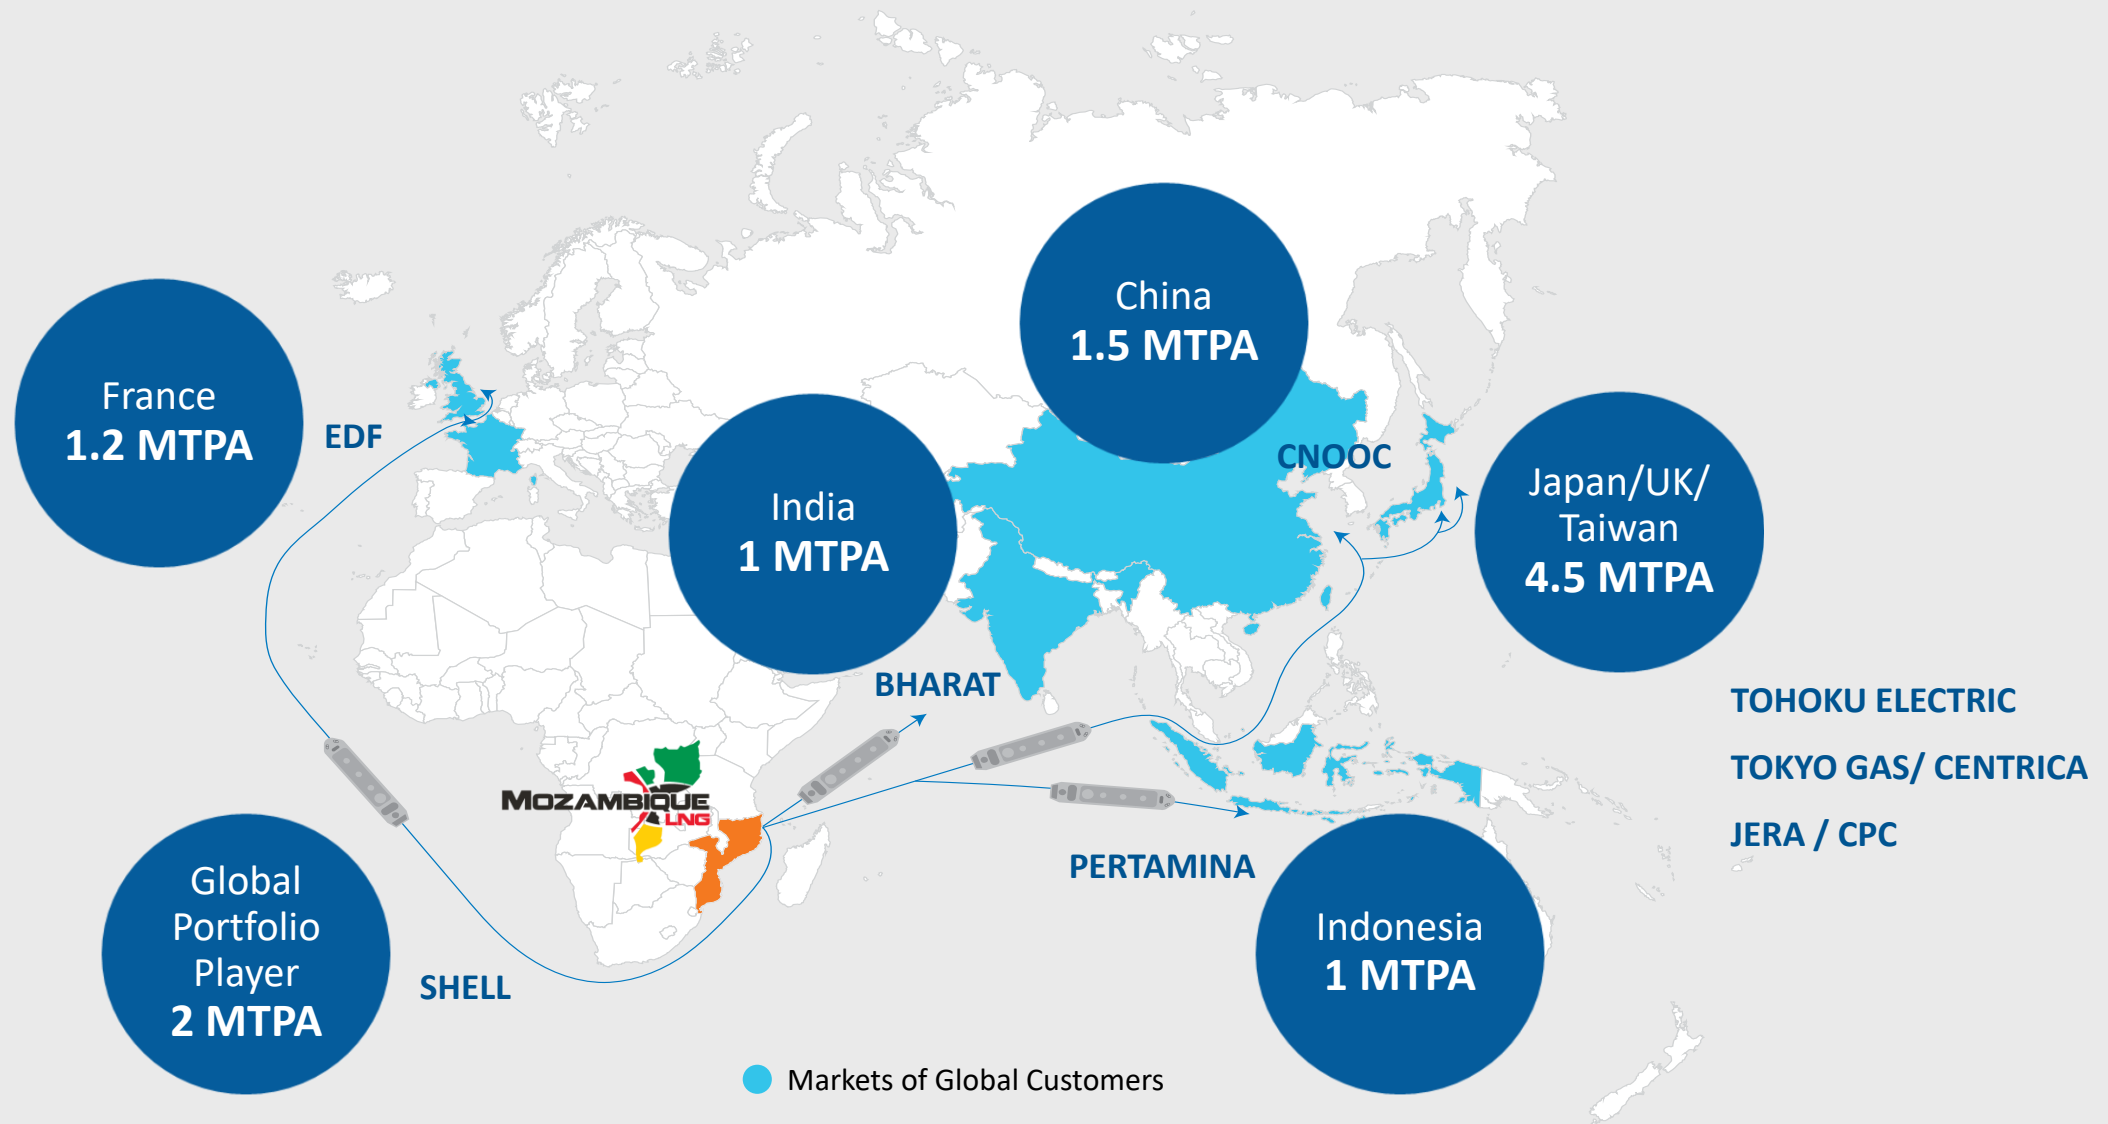 China
1.5 MTPA
France
1.2 MTPA
EDF
CNOOC
India
1 MTPA
Japan/UK/
Taiwan
4.5 MTPA
BHARAT
TOHOKU ELECTRIC
TOKYO GAS/ CENTRICA
JERA / CPC
MOZAMBIQUE
LNG
PERTAMINA
Global
Portfolio
Player
2 MTPA
SHELL
Indonesia
1 MTPA
Markets of Global Customers